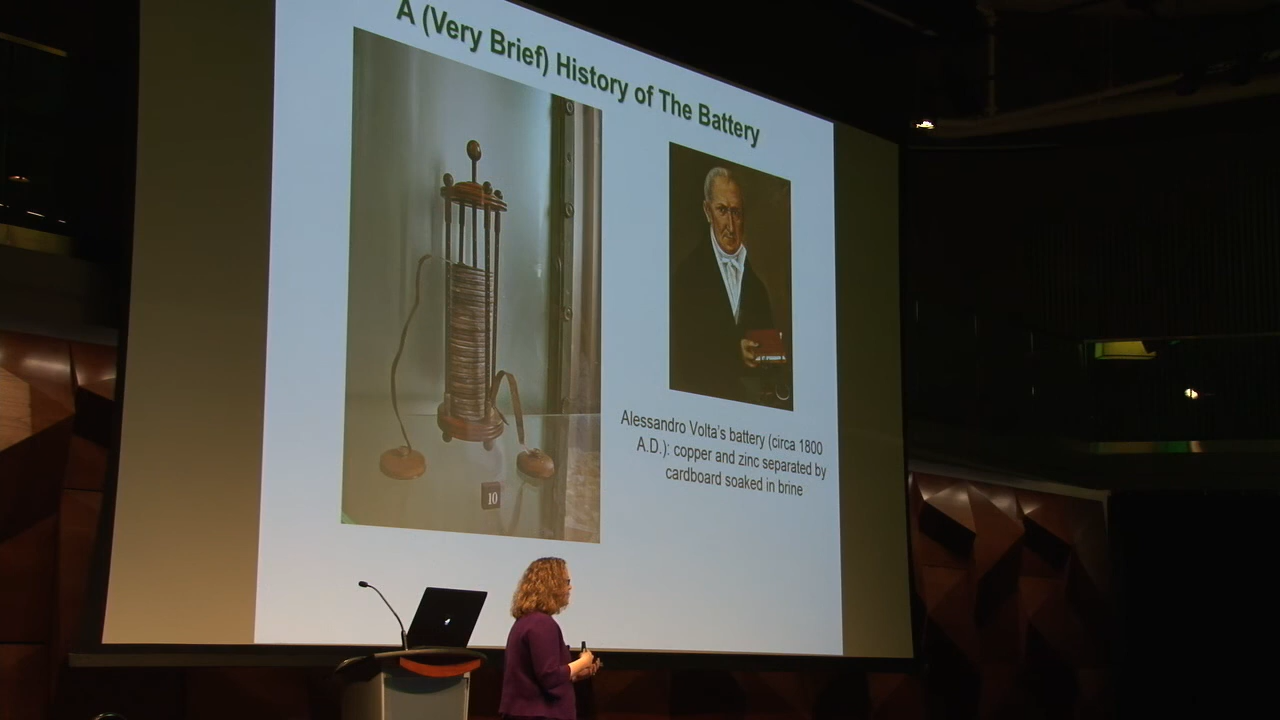 A (Very Brief) History of The Battery
10
Alessandro Volta's battery (circa 1800
A.D.): copper and zinc separated by
cardboard soaked in brine